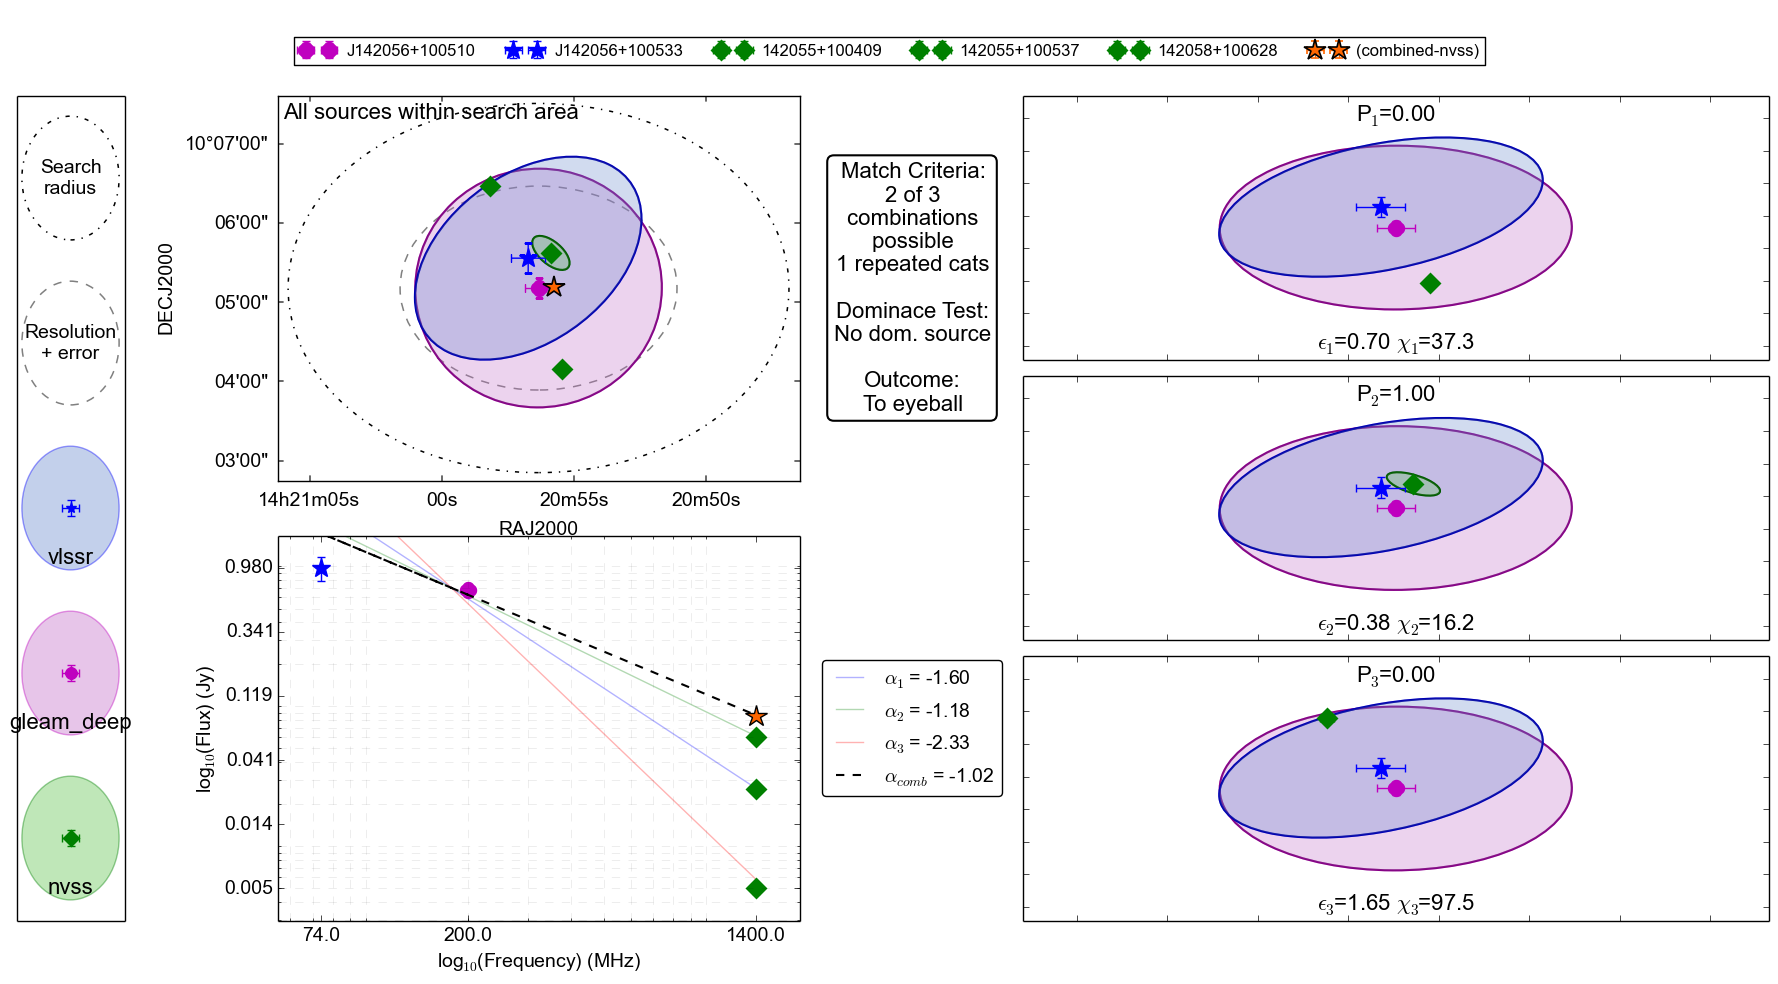 J142056+100510 J142056+100533 142055+100409 142055+100537 142058+100628 (combined-nvss)
Search
radius
Resolution
+ error
vlssr
gleam_deep
nvss
All sources within search area
DECJ2000
10°07'00"
06'00"
05'00"
04'00"
03'00"
14h21m05s 00s 20m55s 20m50s
RAJ2000
Match Criteria:
2 of 3
combinations
possible
1 repeated cats
Dominace Test:
No dom. source
Outcome:
To eyeball
log10(Flux) (Jy)
0.980
0.341
0.119
0.041
0.014
0.005
74.0 200.0 1400.0
log10(Frequency) (MHz)
α1 = -1.60
α2 = -1.18
α3 = -2.33
αcomb = -1.02
P1=0.00
ϵ1=0.70 χ1=37.3
P2=1.00
ϵ2=0.38 χ2=16.2
P3=0.00
ϵ3=1.65 χ3=97.5